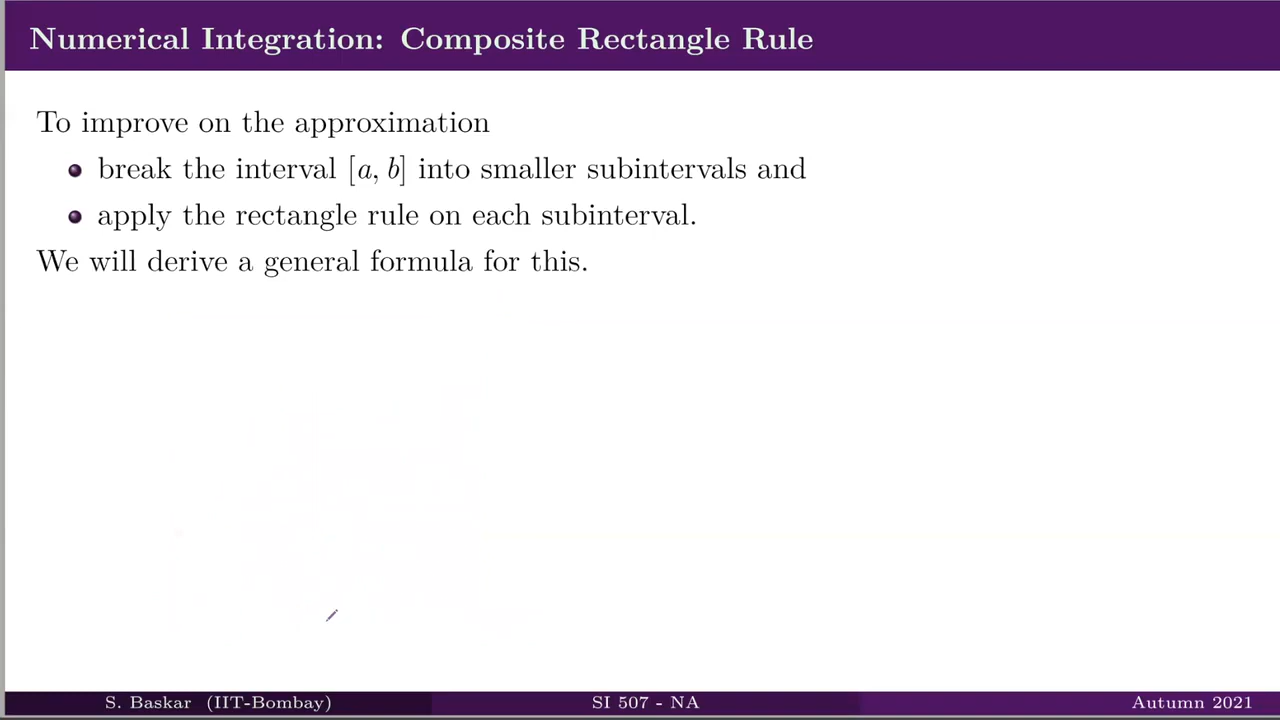 Numerical Integration: Composite Rectangle Rule
To improve on the approximation
break the interval [a, b] into smaller subintervals and
apply the rectangle rule on each subinterval.
We will derive a general formula for this.
S. Baskar (IIT-Bombay) SI 507 - NA Autumn 2021